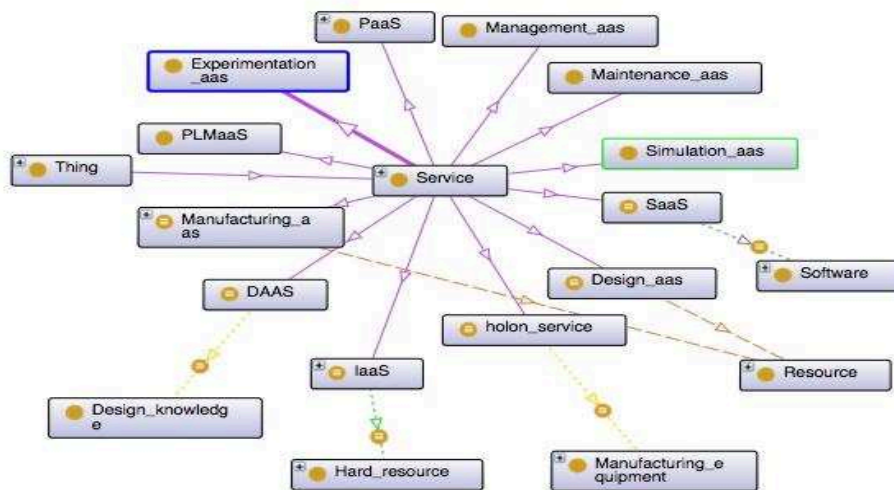 PaaS
Management_aas
Experimentation
_aas
Maintenance_aas
PLMaaS
Simulation_aas
Thing
Service
SaaS
Manufacturing_a
as
Software
Design_aas
DAAS
holon_service
IaaS
Resource
Design_knowledg
e
Hard_resource
Manufacturing_e
quipment